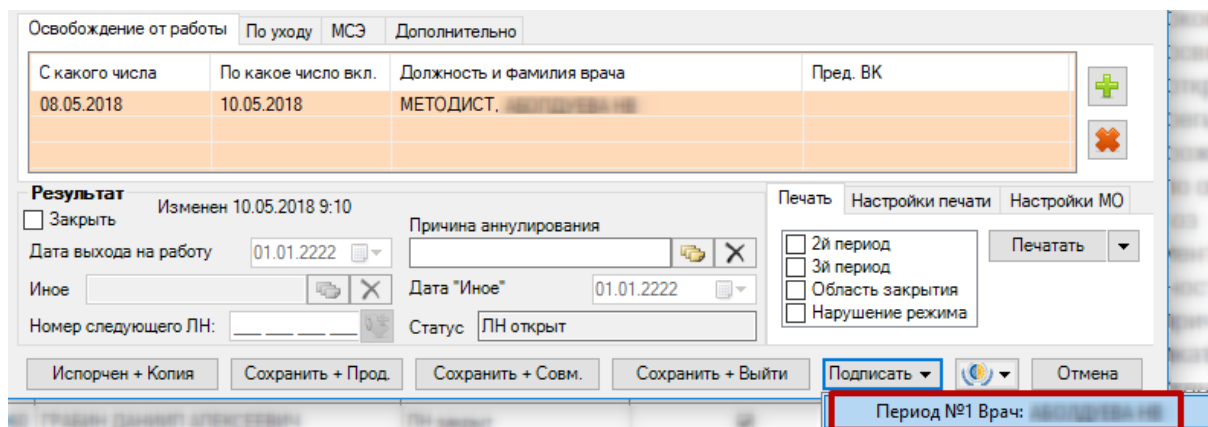 Освобождение от работы По уходу МСЭ Дополнительно
С какого числа По какое число вкл. Должность и фамилия врача Пред. ВК
08.05.2018 10.05.2018 МЕТОДИСТ,
Результат
Изменен 10.05.2018 9:10
Закрыть
Причина аннулирования
Дата выхода на работу 01.01.2222
Иное Дата "Иное" 01.01.2222
Номер следующего ЛН: ___ ___ ___ ___ Статус ЛН открыт
Печать Настройки печати Настройки МО
2й период Печатать
3й период
Область закрытия
Нарушение режима
Испорчен + Копия Сохранить + Прод. Сохранить + Совм. Сохранить + Выйти Подписать Отмена
Период №1 Врач: